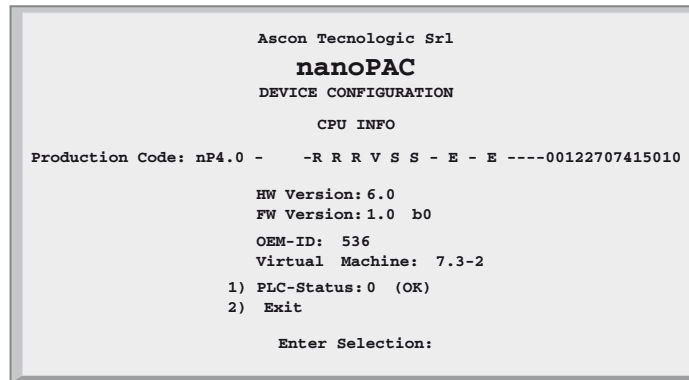 Ascon Tecnologic Srl
nanoPAC
DEVICE CONFIGURATION
CPU INFO
Production Code: nP4.0 - -R R R V S S - E - E ----00122707415010
HW Version: 6.0
FW Version: 1.0 b0
OEM-ID: 536
Virtual Machine: 7.3-2
1) PLC-Status: 0 (OK)
2) Exit
Enter Selection: